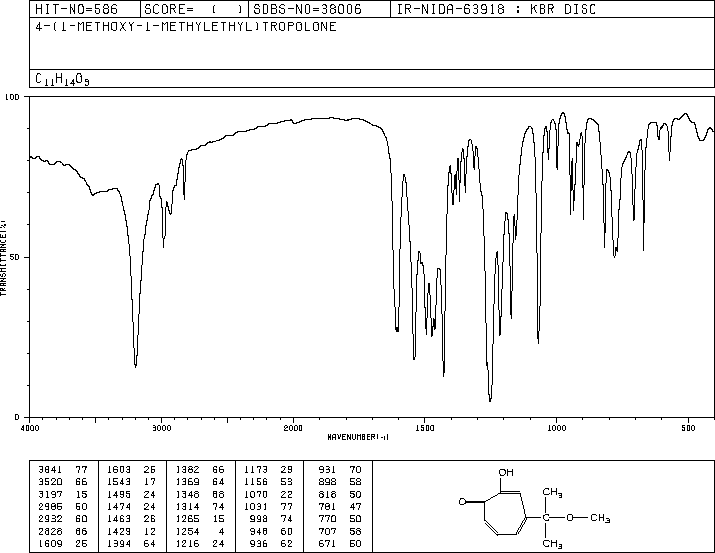 HIT-NO=586 SCORE= ( ) SDBS-NO=38006 IR-NIDA-63918 : KBR DISC
4-(1-METHOXY-1-METHYLETHYL)TROPOLONE
C11H14O3
100
50
0
TRANSMITTANCE(%)
4000 3000 2000 1500 1000 500
WAVENUMBER(-1)
3841 77 1603 26 1382 66 1173 29 931 70
3520 66 1543 17 1369 64 1156 53 898 58
3197 15 1495 24 1348 66 1070 22 818 50
2985 50 1474 24 1314 74 1031 77 781 47
2932 60 1463 26 1265 15 998 74 770 50
2828 66 1429 12 1254 4 948 60 707 58
1609 25 1394 64 1216 24 936 62 671 50
OH
O
CH3
C O CH3
CH3